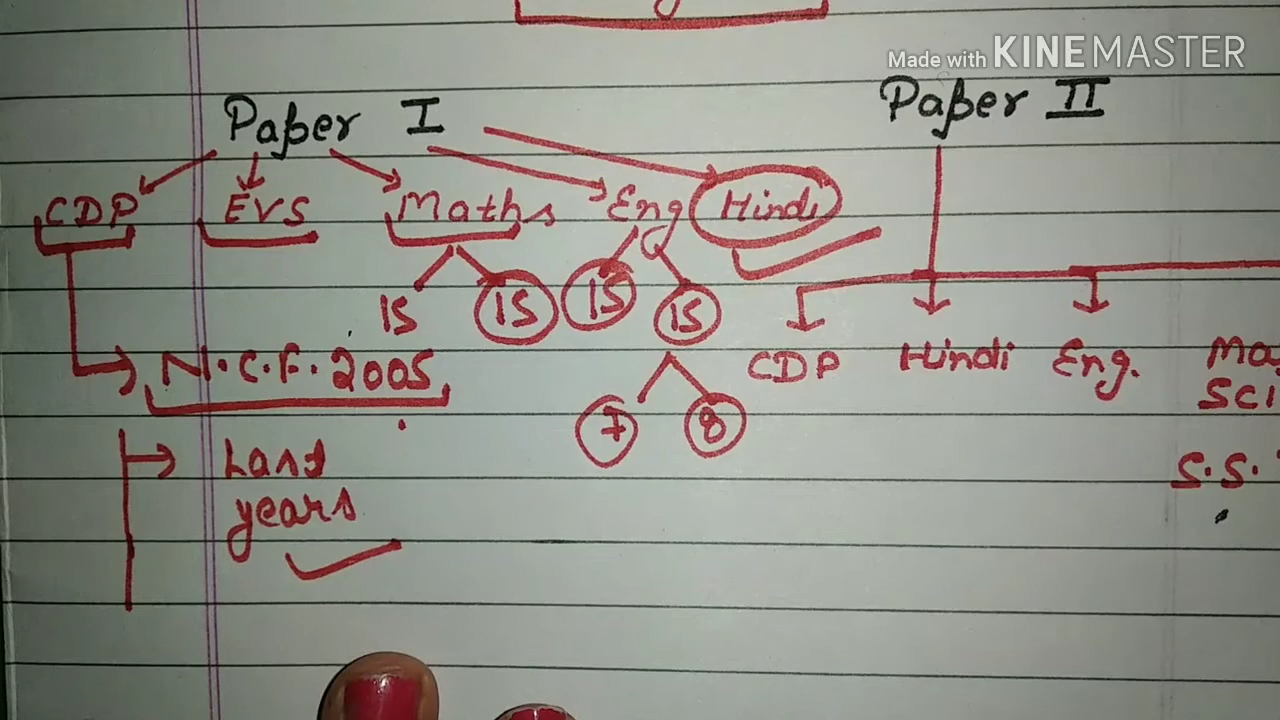 Made with KINEMASTER
Paper I
Paper II
CDP EVS Maths Eng Hindi
15 15 15 15
CDP Hindi Eng.
N.C.F. 2005
7 8
Last
years
S.S.